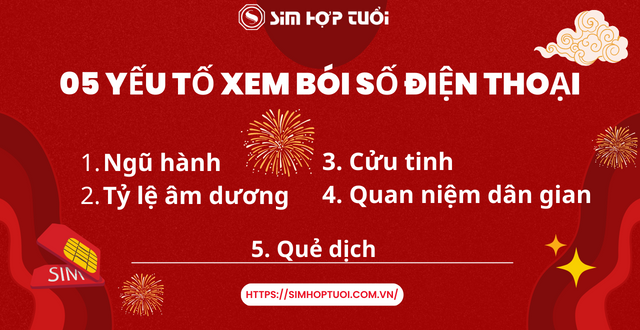 SIM HỢP TUỔI
05 YẾU TỐ XEM BÓI SỐ ĐIỆN THOẠI
1. Ngũ hành
2. Tỷ lệ âm dương
3. Cửu tinh
4. Quan niệm dân gian
5. Quẻ dịch
SIM
HTTPS://SIMHOPTUOI.COM.VN/